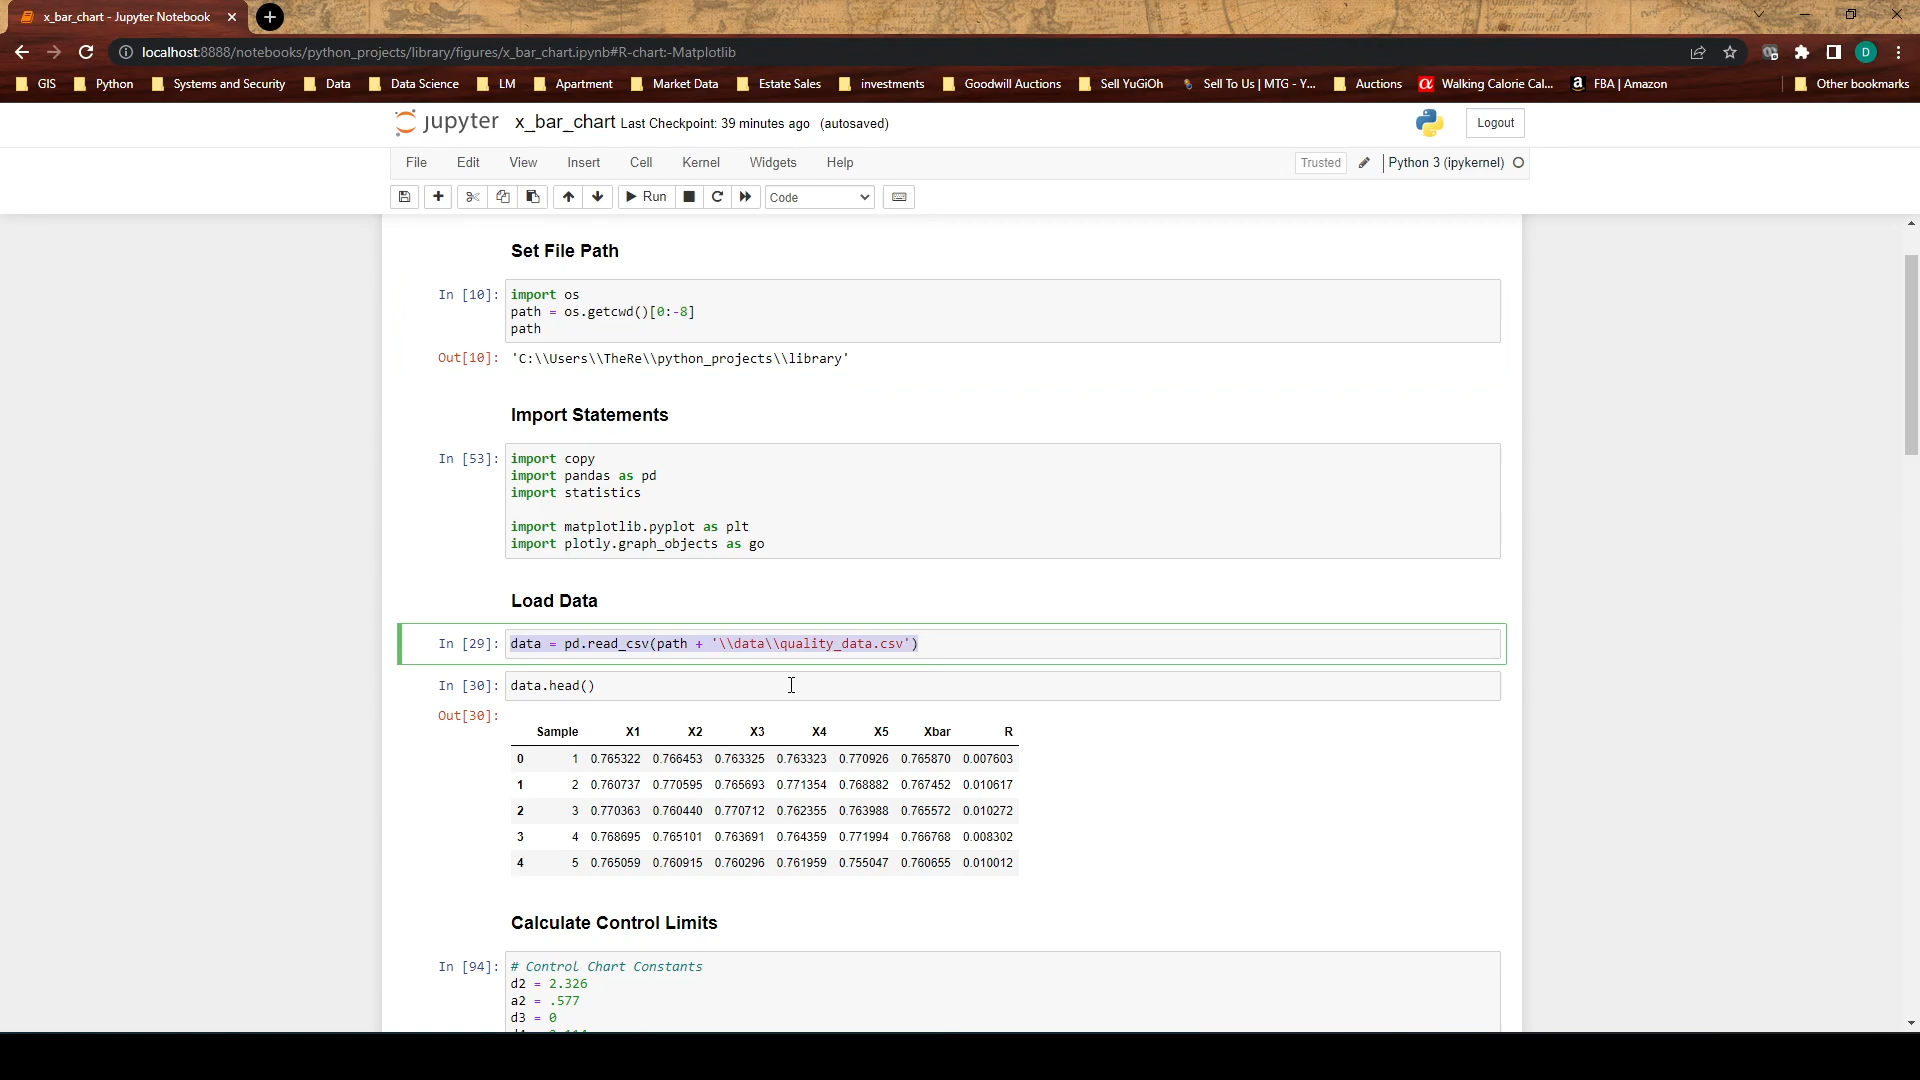 x_bar_chart - Jupyter Notebook
localhost:8888/notebooks/python_projects/library/figures/x_bar_chart.ipynb#R-chart:-Matplotlib
D
GIS Python Systems and Security Data Data Science LM Apartment Market Data Estate Sales investments Goodwill Auctions Sell YuGiOh Sell To Us | MTG - Y... Auctions Walking Calorie Cal... FBA | Amazon Other bookmarks
jupyter x_bar_chart Last Checkpoint: 39 minutes ago (autosaved) Logout
File Edit View Insert Cell Kernel Widgets Help Trusted Python 3 (ipykernel)
Run Code
Set File Path
In [10]: import os
path = os.getcwd()[0:-8]
path
Out[10]: 'C:\\Users\\TheRe\\python_projects\\library'
Import Statements
In [53]: import copy
import pandas as pd
import statistics
import matplotlib.pyplot as plt
import plotly.graph_objects as go
Load Data
In [29]: data = pd.read_csv(path + '\\data\\quality_data.csv')
In [30]: data.head()
Out[30]:
Sample X1 X2 X3 X4 X5 Xbar R
0 1 0.765322 0.766453 0.763325 0.763323 0.770926 0.765870 0.007603
1 2 0.760737 0.770595 0.765693 0.771354 0.768882 0.767452 0.010617
2 3 0.770363 0.760440 0.770712 0.762355 0.763988 0.765572 0.010272
3 4 0.768695 0.765101 0.763691 0.764359 0.771994 0.766768 0.008302
4 5 0.765059 0.760915 0.760296 0.761959 0.755047 0.760655 0.010012
Calculate Control Limits
In [94]: # Control Chart Constants
d2 = 2.326
a2 = .577
d3 = 0